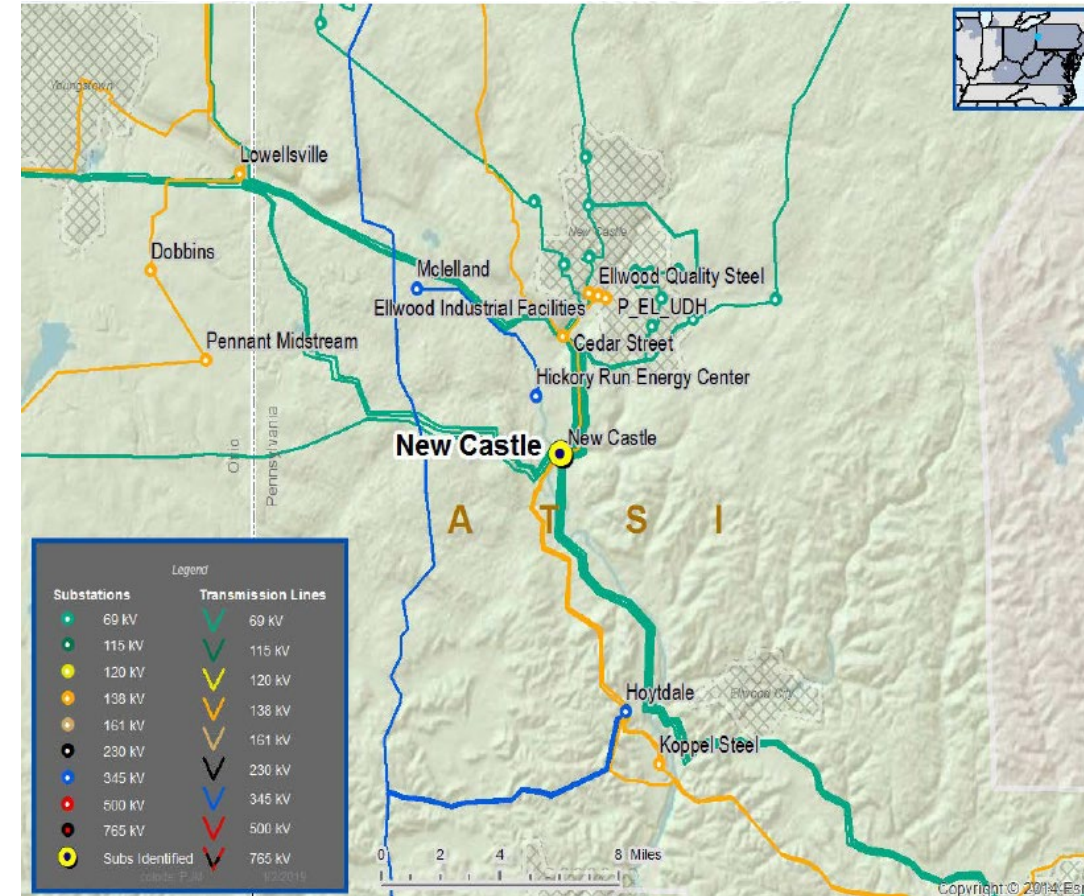 Youngstown
Lowellsville
Dobbins
Mclelland
New Castle
Ellwood Quality Steel
Ellwood Industrial Facilities
P_EL_UDH
Pennant Midstream
Cedar Street
Hickory Run Energy Center
New Castle
New Castle
Ohio
Pennsylvania
A T S I
Hoytdale
Ellwood City
Koppel Steel
Legend
Substations
69 kV
115 kV
120 kV
138 kV
161 kV
230 kV
345 kV
500 kV
765 kV
Subs Identified
Transmission Lines
69 kV
115 kV
120 kV
138 kV
161 kV
230 kV
345 kV
500 kV
765 kV
0 2 4 8 Miles
Copyright:© 2014 Esri